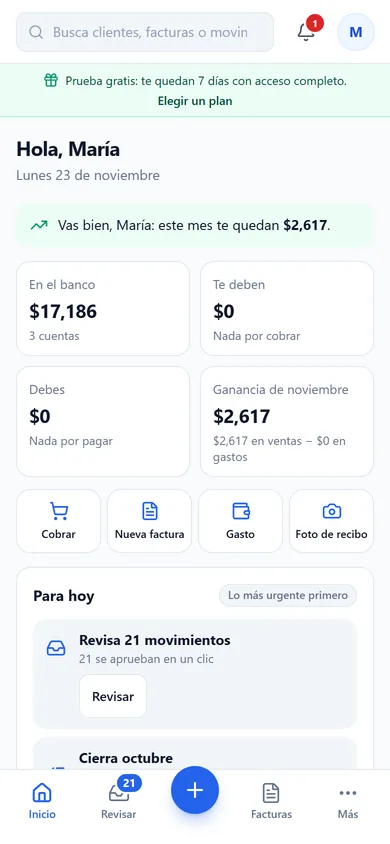 Busca clientes, facturas o movin
1
M
Prueba gratis: te quedan 7 días con acceso completo.
Elegir un plan
Hola, María
Lunes 23 de noviembre
Vas bien, María: este mes te quedan $2,617.
En el banco
$17,186
3 cuentas
Te deben
$0
Nada por cobrar
Debes
$0
Nada por pagar
Ganancia de noviembre
$2,617
$2,617 en ventas − $0 en
gastos
Cobrar
Nueva factura
Gasto
Foto de recibo
Para hoy
Lo más urgente primero
Revisa 21 movimientos
21 se aprueban en un clic
Revisar
Cierra octubre
Inicio
21
Revisar
Facturas
Más